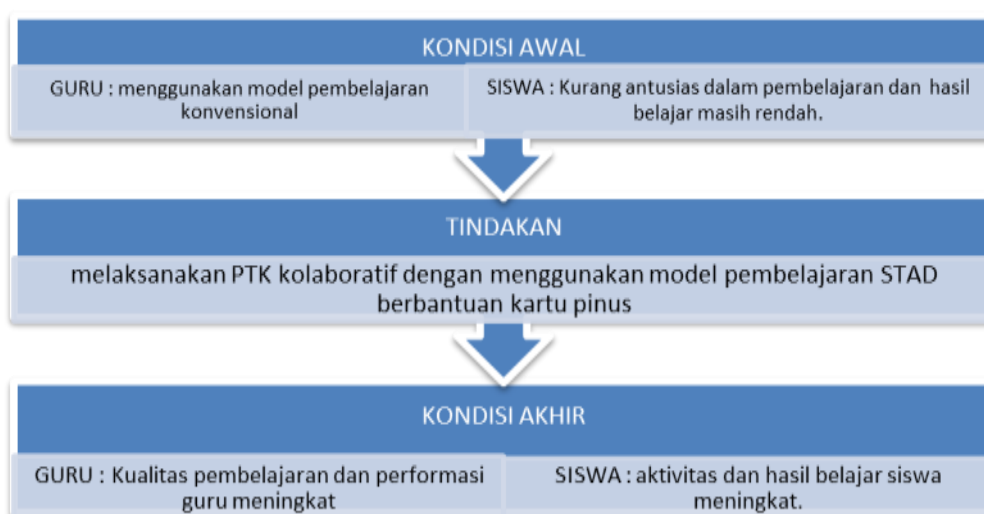 KONDISI AWAL
GURU : menggunakan model pembelajaran
konvensional
SISWA : Kurang antusias dalam pembelajaran dan hasil
belajar masih rendah.
TINDAKAN
melaksanakan PTK kolaboratif dengan menggunakan model pembelajaran STAD
berbantuan kartu pinus
KONDISI AKHIR
GURU : Kualitas pembelajaran dan performasi
guru meningkat
SISWA : aktivitas dan hasil belajar siswa
meningkat.